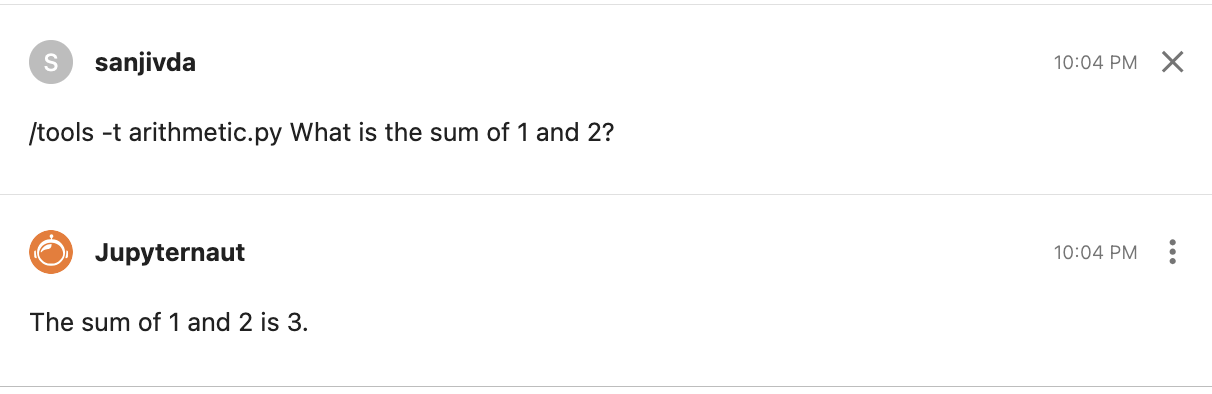 S sanjivda 10:04 PM
/tools -t arithmetic.py What is the sum of 1 and 2?
Jupyternaut 10:04 PM
The sum of 1 and 2 is 3.